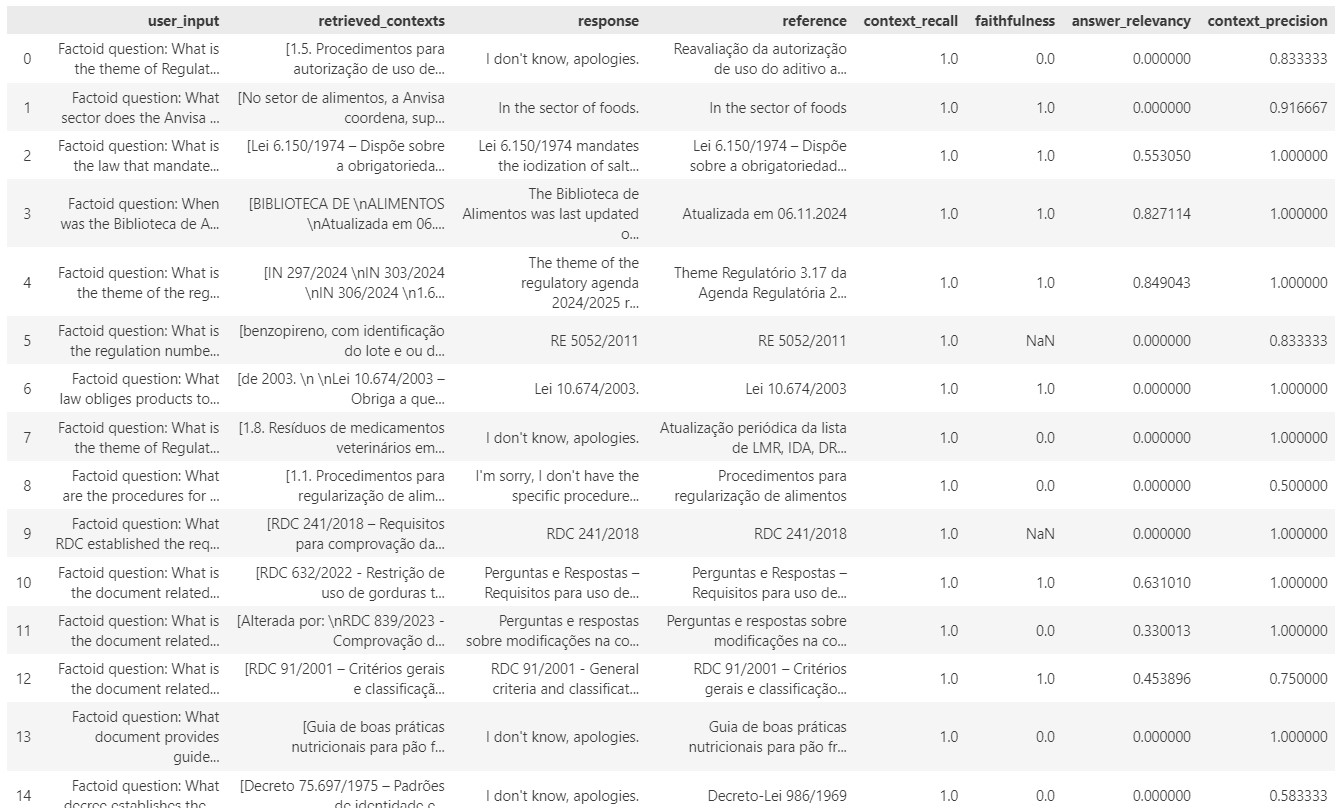 user_input retrieved_contexts response reference context_recall faithfulness answer_relevancy context_precision
0 Factoid question: What is the theme of Regulat... [1.5. Procedimentos para autorização de uso de... I don't know, apologies. Reavaliação da autorização de uso do aditivo a... 1.0 0.0 0.000000 0.833333
1 Factoid question: What sector does the Anvisa ... [No setor de alimentos, a Anvisa coordena, sup... In the sector of foods. In the sector of foods 1.0 1.0 0.000000 0.916667
2 Factoid question: What is the law that mandate... [Lei 6.150/1974 – Dispõe sobre a obrigatorieda... Lei 6.150/1974 mandates the iodization of salt... Lei 6.150/1974 – Dispõe sobre a obrigatoriedad... 1.0 1.0 0.553050 1.000000
3 Factoid question: When was the Biblioteca de A... [BIBLIOTECA DE \nALIMENTOS \nAtualizada em 06.... The Biblioteca de Alimentos was last updated o... Atualizada em 06.11.2024 1.0 1.0 0.827114 1.000000
4 Factoid question: What is the theme of the reg... [IN 297/2024 \nIN 303/2024 \nIN 306/2024 \n1.6... The theme of the regulatory agenda 2024/2025 r... Theme Regulatório 3.17 da Agenda Regulatória 2... 1.0 1.0 0.849043 1.000000
5 Factoid question: What is the regulation numbe... [benzopireno, com identificação do lote e ou d... RE 5052/2011 RE 5052/2011 1.0 NaN 0.000000 0.833333
6 Factoid question: What law obliges products to... [de 2003. \n \nLei 10.674/2003 – Obriga a que... Lei 10.674/2003. Lei 10.674/2003 1.0 1.0 0.000000 1.000000
7 Factoid question: What is the theme of Regulat... [1.8. Resíduos de medicamentos veterinários em... I don't know, apologies. Atualização periódica da lista de LMR, IDA, DR... 1.0 0.0 0.000000 1.000000
8 Factoid question: What are the procedures for ... [1.1. Procedimentos para regularização de alim... I'm sorry, I don't have the specific procedure... Procedimentos para regularização de alimentos 1.0 0.0 0.000000 0.500000
9 Factoid question: What RDC established the req... [RDC 241/2018 – Requisitos para comprovação da... RDC 241/2018 RDC 241/2018 1.0 NaN 0.000000 1.000000
10 Factoid question: What is the document related... [RDC 632/2022 - Restrição de uso de gorduras t... Perguntas e Respostas – Requisitos para uso de... Perguntas e Respostas – Requisitos para uso de... 1.0 1.0 0.631010 1.000000
11 Factoid question: What is the document related... [Alterada por: \nRDC 839/2023 - Comprovação d... Perguntas e respostas sobre modificações na co... Perguntas e respostas sobre modificações na co... 1.0 0.0 0.330013 1.000000
12 Factoid question: What is the document related... [RDC 91/2001 – Critérios gerais e classificaçã... RDC 91/2001 - General criteria and classificat... RDC 91/2001 – Critérios gerais e classificação... 1.0 1.0 0.453896 0.750000
13 Factoid question: What document provides guide... [Guia de boas práticas nutricionais para pão f... I don't know, apologies. Guia de boas práticas nutricionais para pão fr... 1.0 0.0 0.000000 1.000000
14 Factoid question: What decree establishes the... [Decreto 75.697/1975 – Padrões de identidade e... I don't know, apologies. Decreto-Lei 986/1969 1.0 0.0 0.000000 0.583333